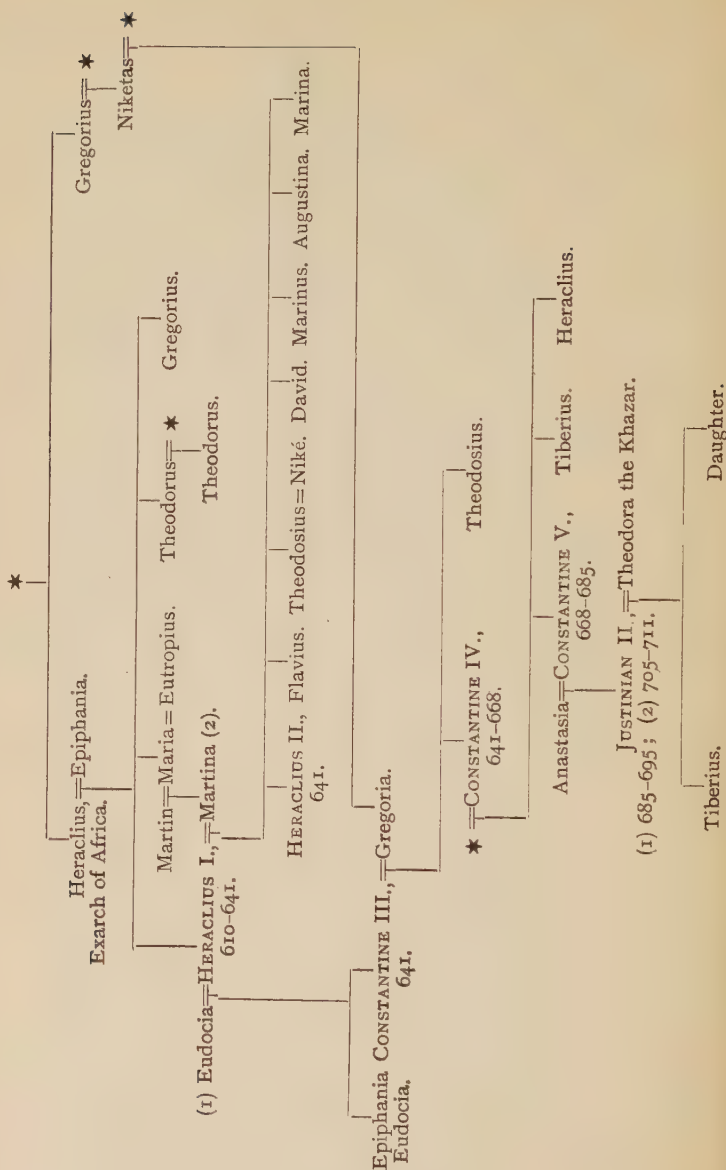 ★
Heraclius,=Epiphania.
Exarch of Africa.
Gregorius=★
Niketas=★
Martin=Maria=Eutropius.
Theodorus=★
Gregorius.
Theodorus.
(1) Eudocia=HERACLIUS I.,=Martina (2).
610-641.
HERACLIUS II., Flavius. Theodosius=Niké. David. Marinus. Augustina. Marina.
641.
Epiphania CONSTANTINE III.,=Gregoria.
Eudocia. 641.
★=CONSTANTINE IV., Theodosius.
641-668.
Anastasia=CONSTANTINE V., Tiberius. Heraclius.
668-685.
JUSTINIAN II.,=Theodora the Khazar.
(1) 685-695; (2) 705-711.
Tiberius. Daughter.